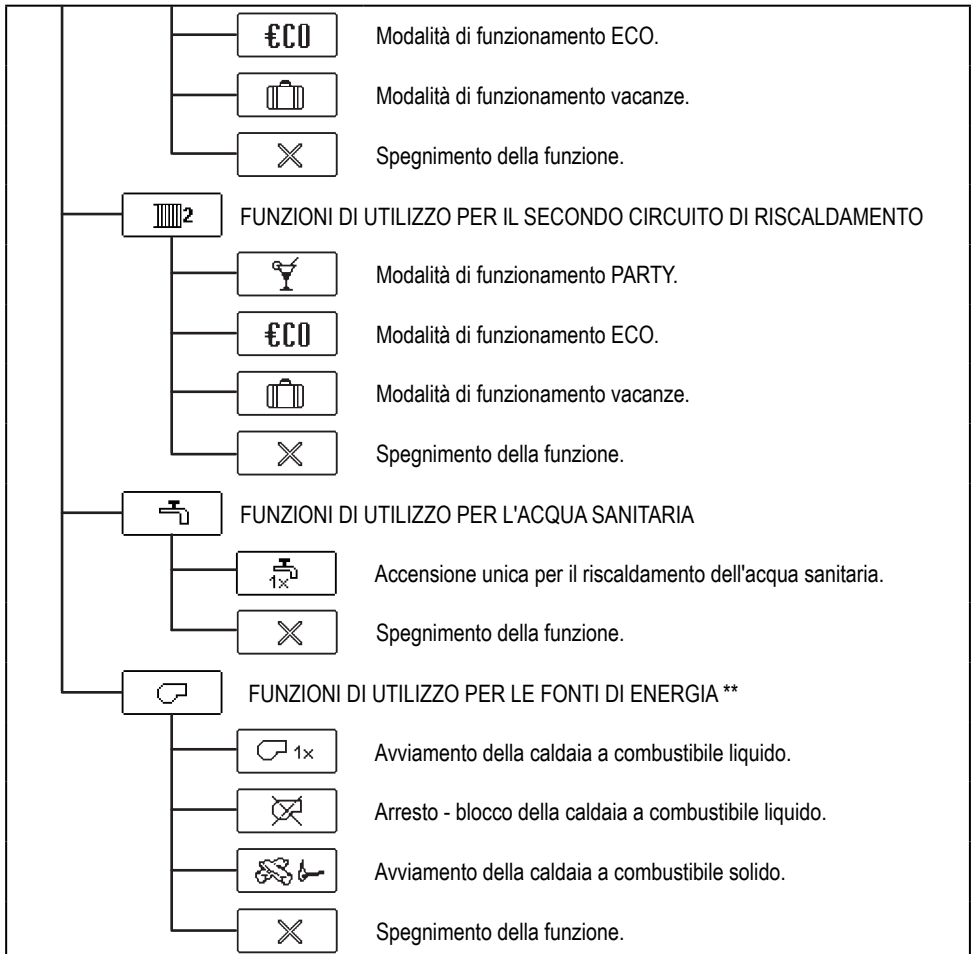 €CO Modalità di funzionamento ECO.
Modalità di funzionamento vacanze.
Spegnimento della funzione.
2 FUNZIONI DI UTILIZZO PER IL SECONDO CIRCUITO DI RISCALDAMENTO
Modalità di funzionamento PARTY.
€CO Modalità di funzionamento ECO.
Modalità di funzionamento vacanze.
Spegnimento della funzione.
FUNZIONI DI UTILIZZO PER L'ACQUA SANITARIA
1x Accensione unica per il riscaldamento dell'acqua sanitaria.
Spegnimento della funzione.
FUNZIONI DI UTILIZZO PER LE FONTI DI ENERGIA **
1x Avviamento della caldaia a combustibile liquido.
Arresto - blocco della caldaia a combustibile liquido.
Avviamento della caldaia a combustibile solido.
Spegnimento della funzione.